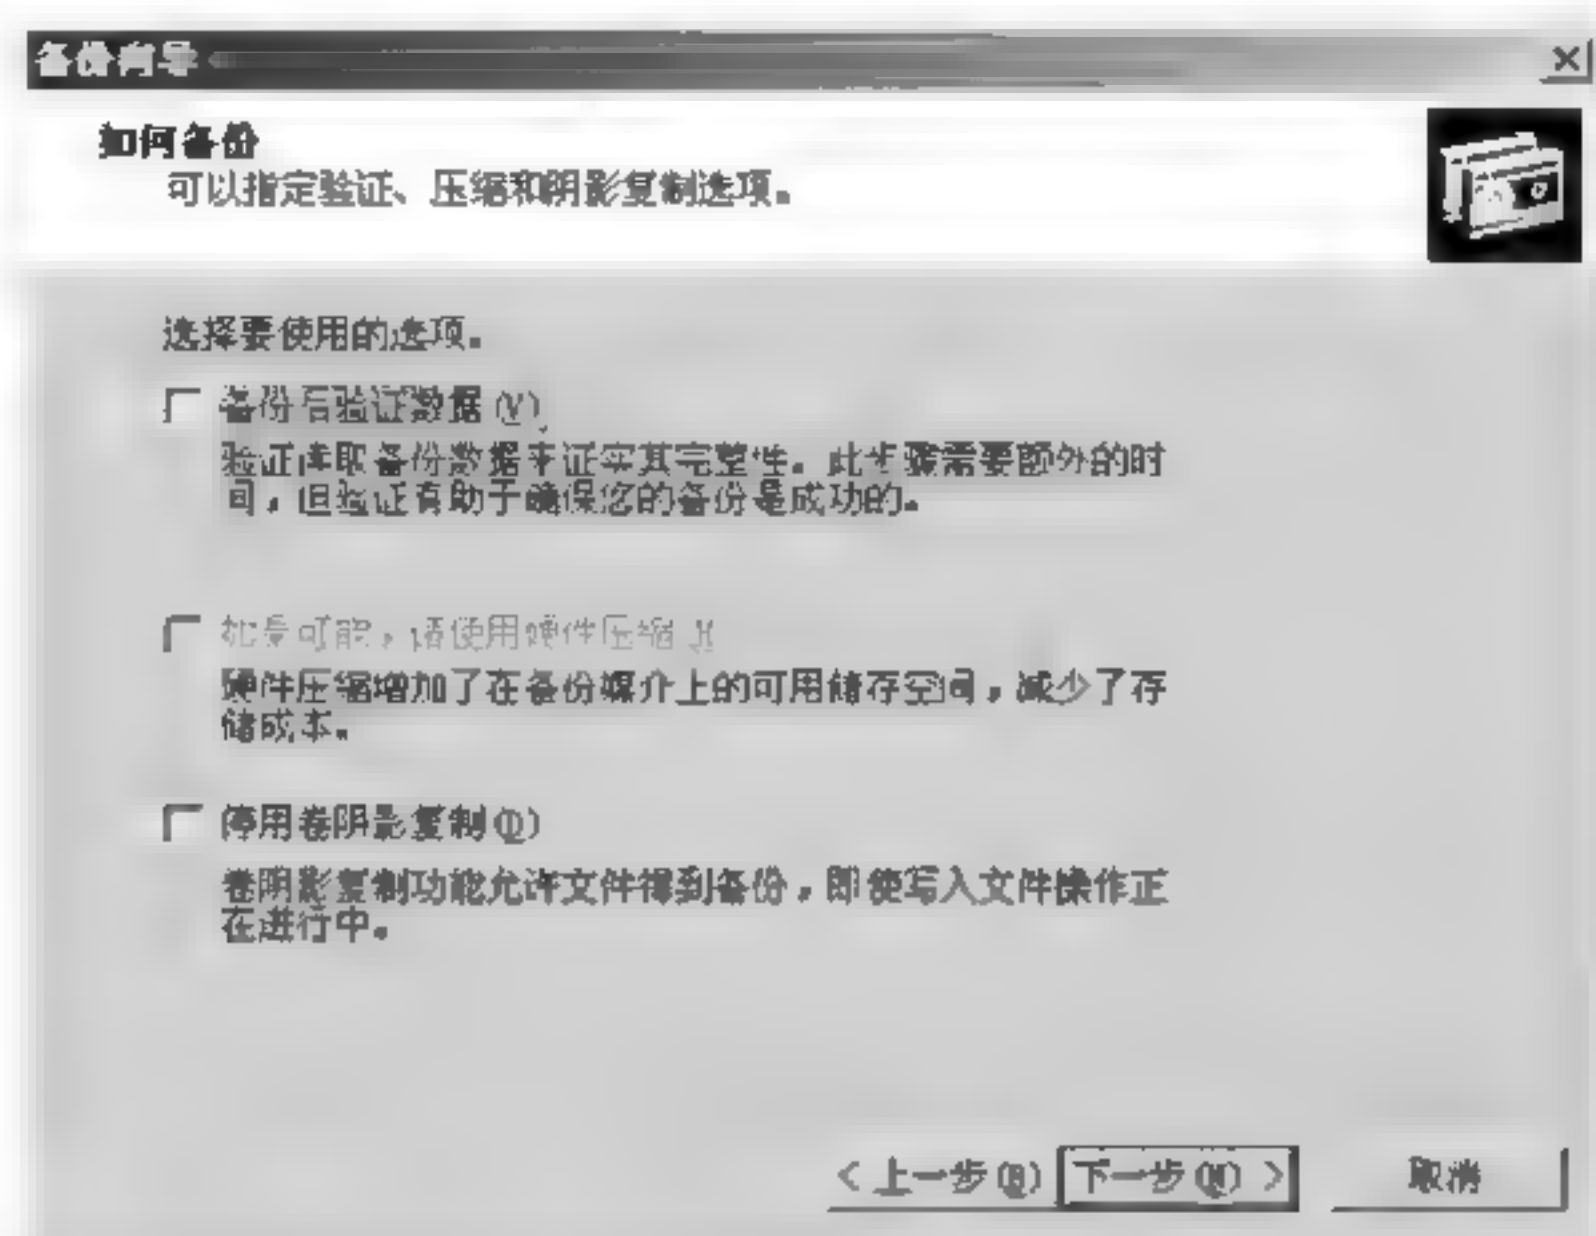 备份向导
如何备份
可以指定验证、压缩和阴影复制选项。
选择要使用的选项。
备份后验证数据(V)
验证读取备份数据来证实其完整性。此步骤需要额外的时
间，但验证有助于确保您的备份是成功的。
如果可能，请使用硬件压缩
硬件压缩增加了在备份媒介上的可用储存空间，减少了存
储成本。
停用卷阴影复制(D)
卷阴影复制功能允许文件得到备份，即使写入文件操作正
在进行中。
< 上一步(B) 下一步(N) > 取消